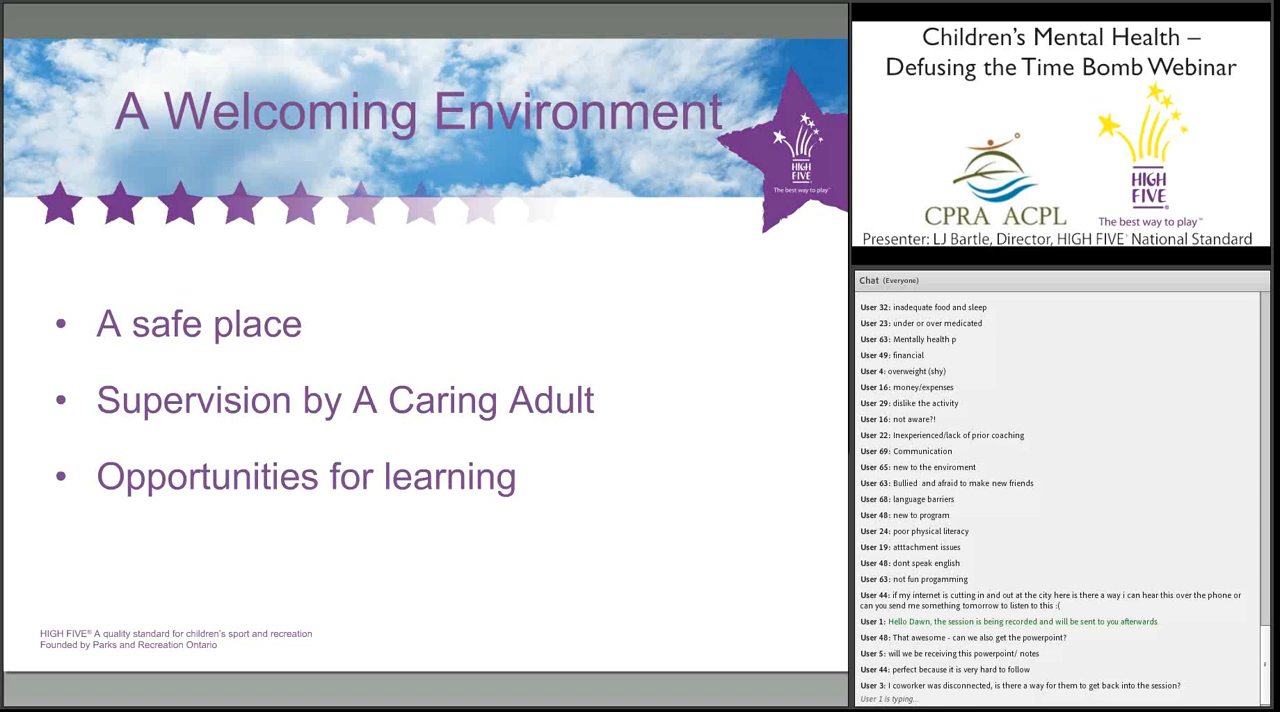 A Welcoming Environment
HIGH
FIVE
The best way to play™
• A safe place
• Supervision by A Caring Adult
• Opportunities for learning
HIGH FIVE® A quality standard for children's sport and recreation
Founded by Parks and Recreation Ontario
Children's Mental Health –
Defusing the Time Bomb Webinar
CPRA ACPL
HIGH
FIVE®
The best way to play™
Presenter: LJ Bartle, Director, HIGH FIVE® National Standard
Chat (Everyone)
User 32: inadequate food and sleep
User 23: under or over medicated
User 63: Mentally health p
User 49: financial
User 4: overweight (shy)
User 16: money/expenses
User 29: dislike the activity
User 16: not aware?!
User 22: Inexperienced/lack of prior coaching
User 69: Communication
User 65: new to the enviroment
User 63: Bullied and afraid to make new friends
User 68: language barriers
User 48: new to program
User 24: poor physical literacy
User 19: atttachment issues
User 48: dont speak english
User 63: not fun progamming
User 44: if my internet is cutting in and out at the city here is there a way i can hear this over the phone or
can you send me something tomorrow to listen to this :(
User 1: Hello Dawn, the session is being recorded and will be sent to you afterwards.
User 48: That awesome - can we also get the powerpoint?
User 5: will we be receiving this powerpoint/ notes
User 44: perfect because it is very hard to follow
User 3: I coworker was disconnected, is there a way for them to get back into the session?
User 1 is typing...